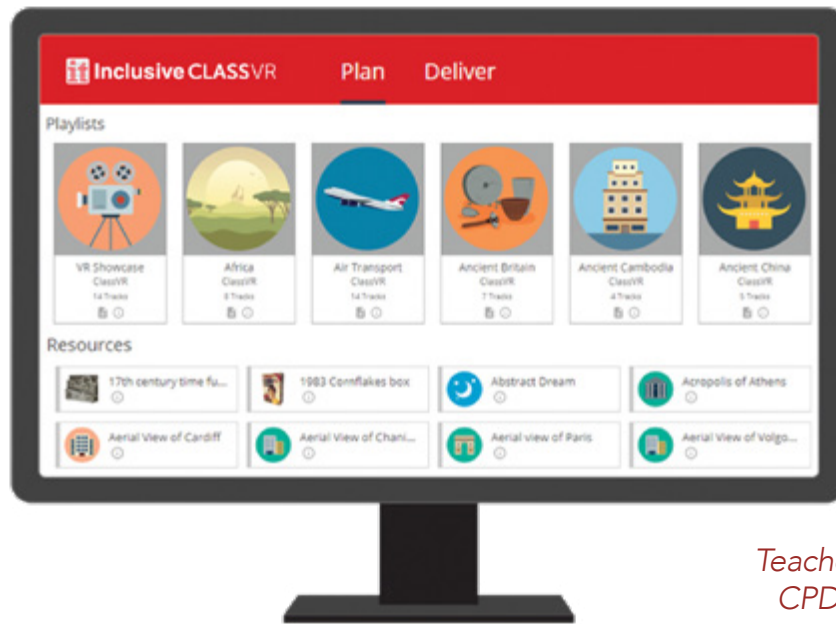 Inclusive CLASSVR Plan Deliver
Playlists
VR Showcase
ClassVR
14 Tracks
Africa
ClassVR
8 Tracks
Air Transport
ClassVR
14 Tracks
Ancient Britain
ClassVR
7 Tracks
Ancient Cambodia
ClassVR
4 Tracks
Ancient China
ClassVR
5 Tracks
Resources
17th century time fu...
1983 Cornflakes box
Abstract Dream
Acropolis of Athens
Aerial View of Cardiff
Aerial View of Chani...
Aerial view of Paris
Aerial View of Volgo...
CPD